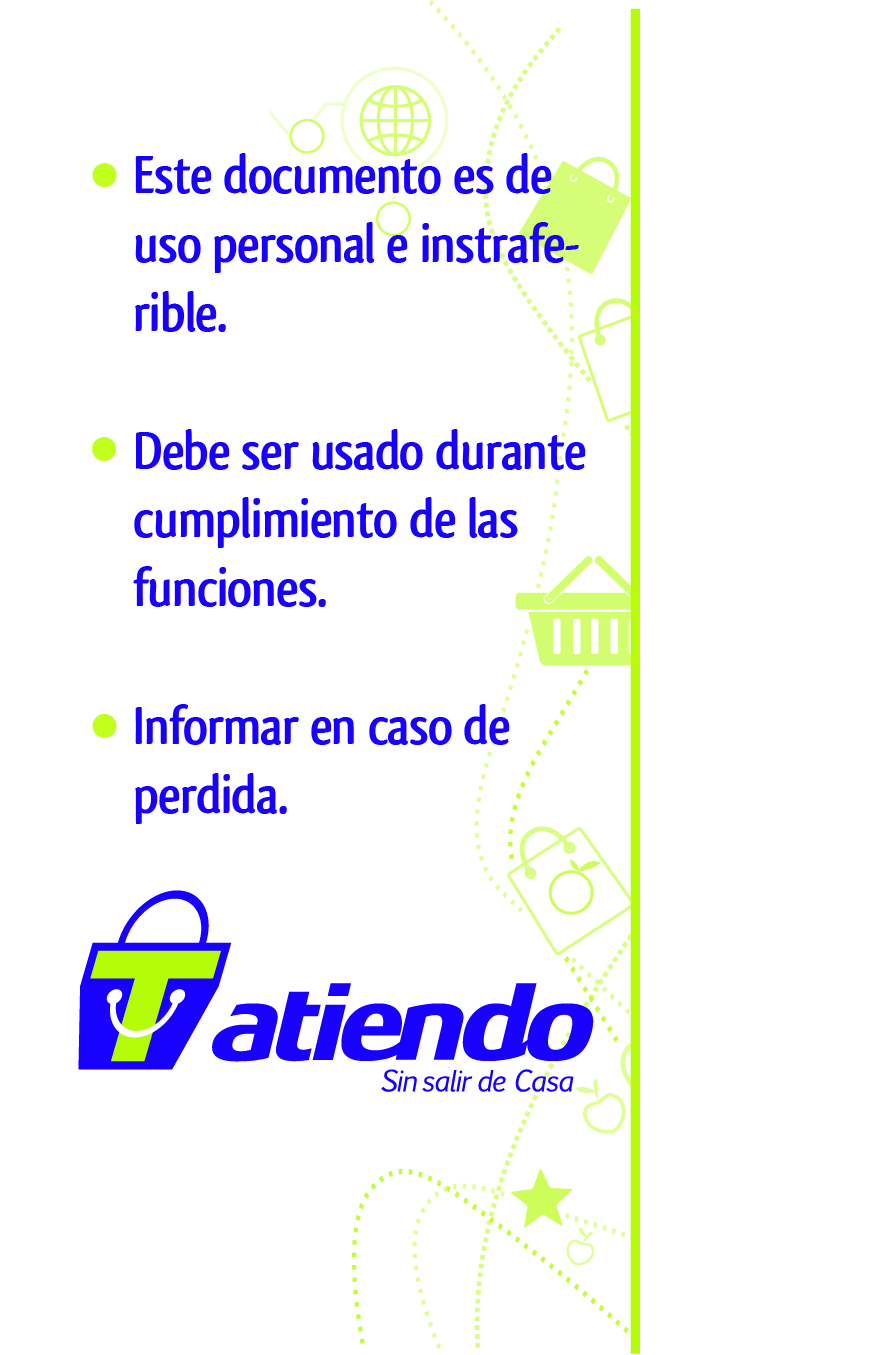 Este documento es de
uso personal e instrafe-
rible.
Debe ser usado durante
cumplimiento de las
funciones.
Informar en caso de
perdida.
Tatiendo
Sin salir de Casa